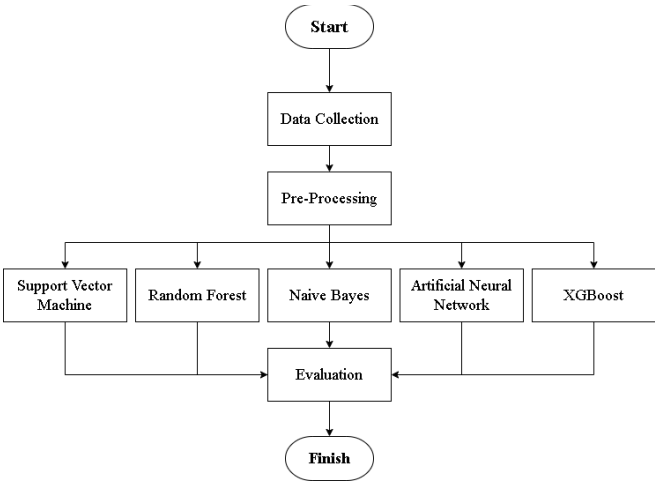 Start
Data Collection
Pre-Processing
Support Vector
Machine
Random Forest
Naive Bayes
Artificial Neural
Network
XGBoost
Evaluation
Finish